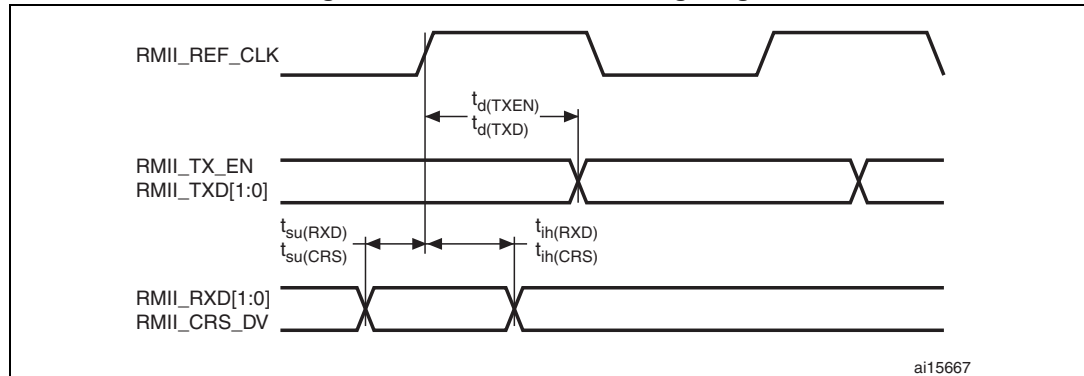 RMII_REF_CLK
td(TXEN)
td(TXD)
RMII_TX_EN
RMII_TXD[1:0]
tsu(RXD)
tsu(CRS)
tih(RXD)
tih(CRS)
RMII_RXD[1:0]
RMII_CRS_DV
ai15667